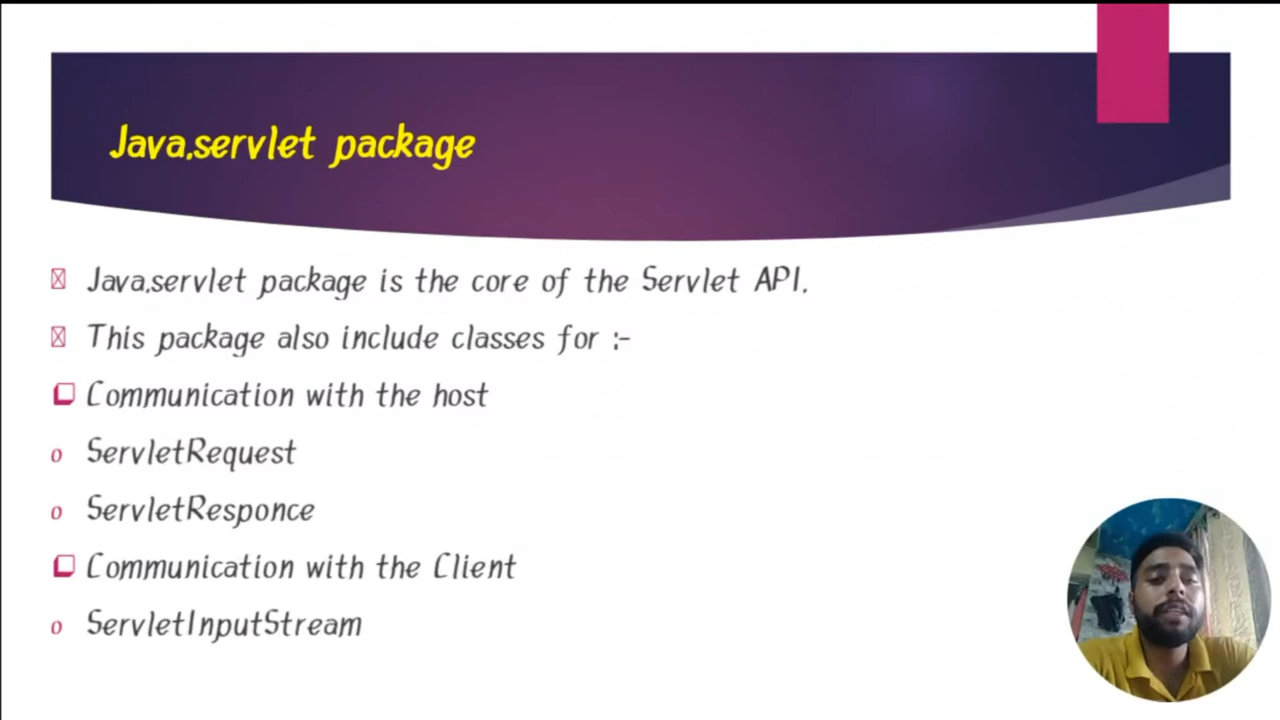 Java.servlet package
Java.servlet package is the core of the Servlet API.
This package also include classes for :-
Communication with the host
ServletRequest
ServletResponce
Communication with the Client
ServletInputStream